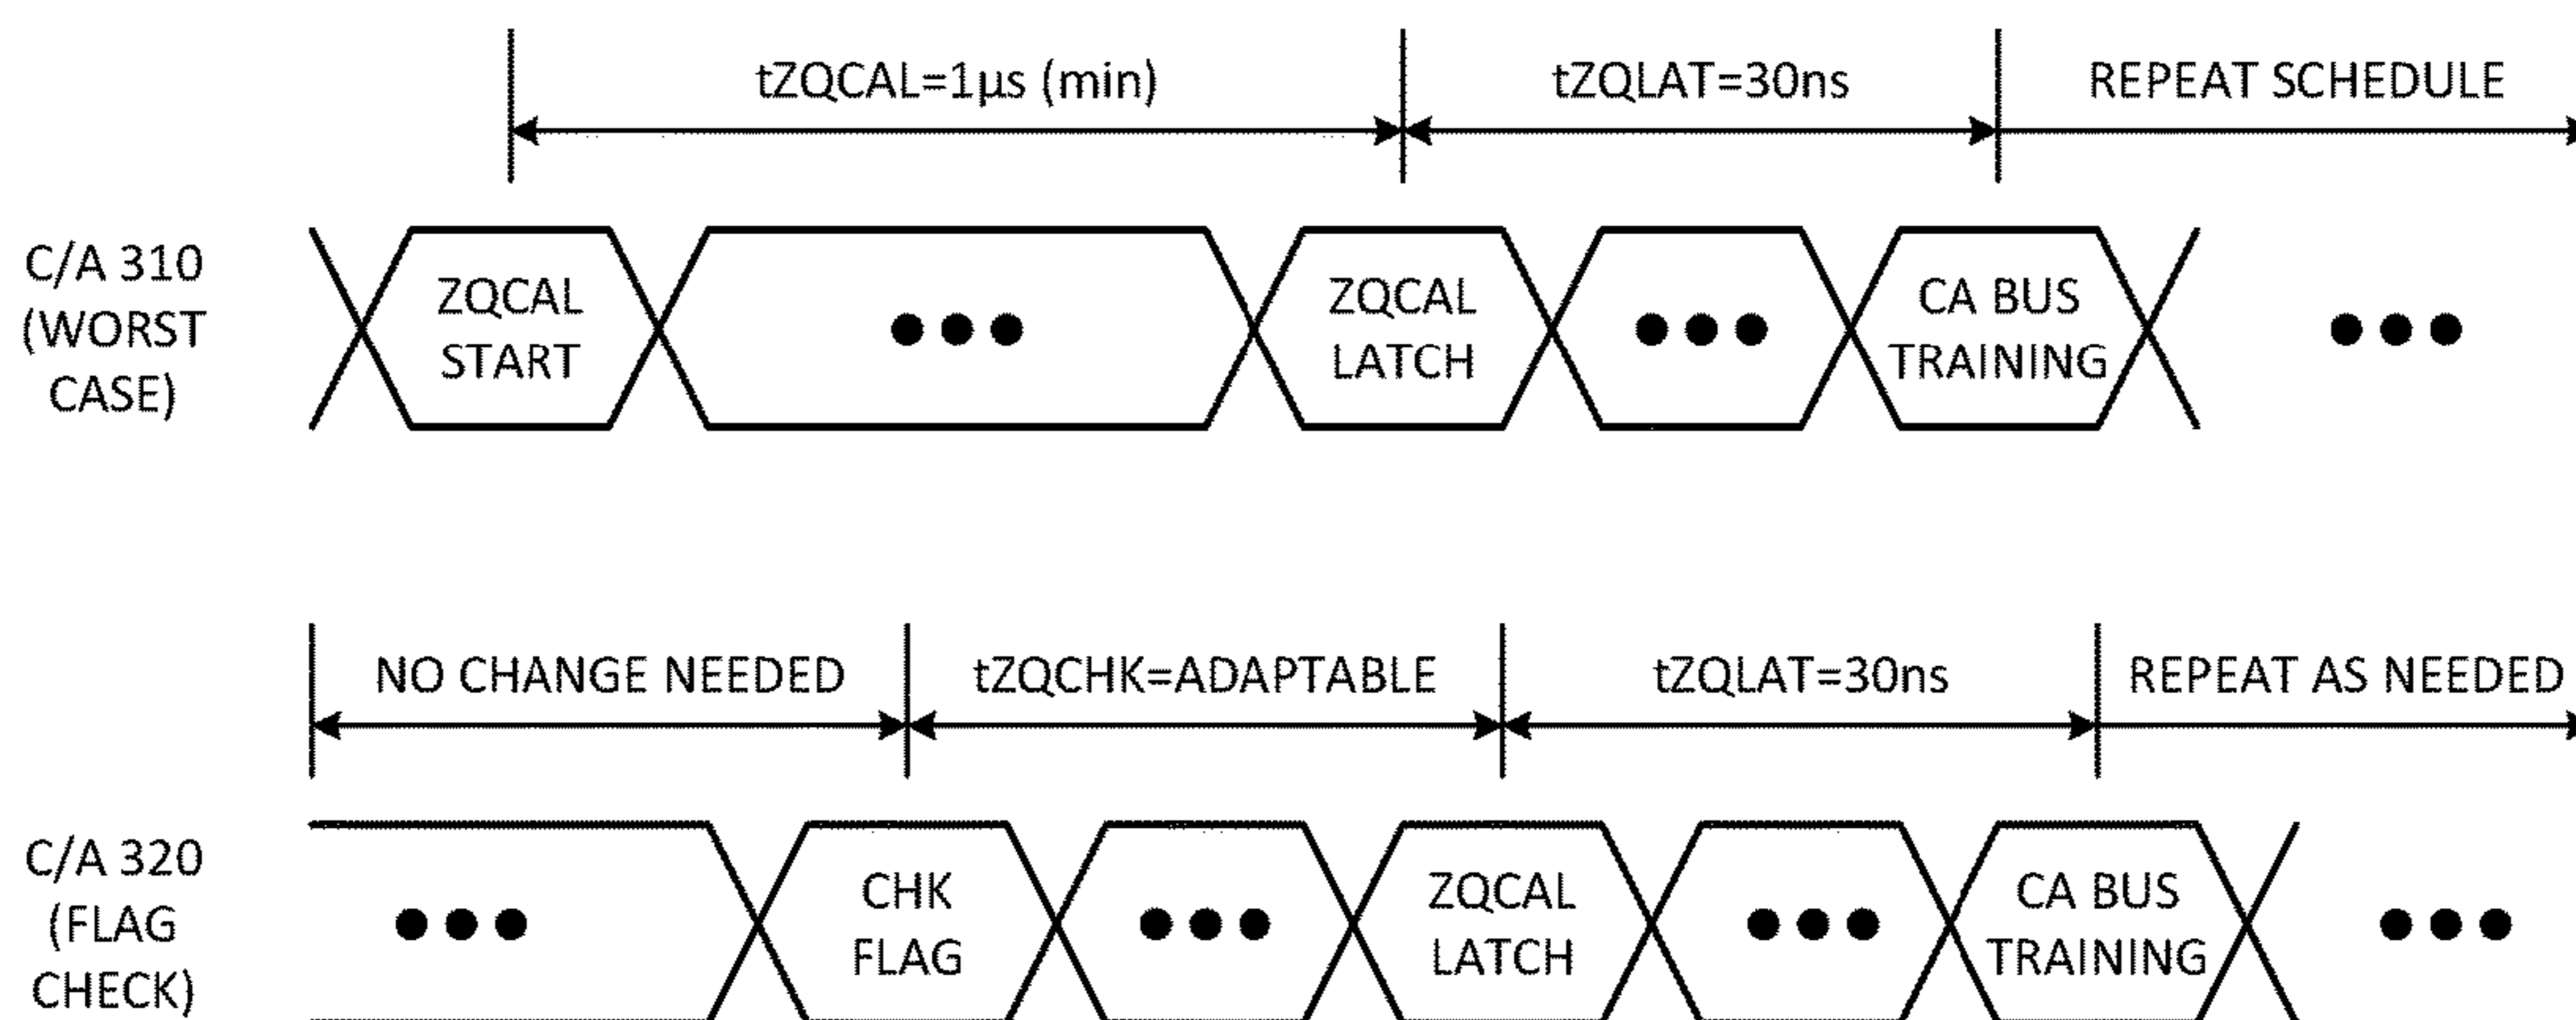 tZQCAL=1µs (min)
tZQLAT=30ns
REPEAT SCHEDULE
C/A 310
(WORST
CASE)
ZQCAL
START
ZQCAL
LATCH
CA BUS
TRAINING
NO CHANGE NEEDED
tZQCHK=ADAPTABLE
tZQLAT=30ns
REPEAT AS NEEDED
C/A 320
(FLAG
CHECK)
CHK
FLAG
ZQCAL
LATCH
CA BUS
TRAINING